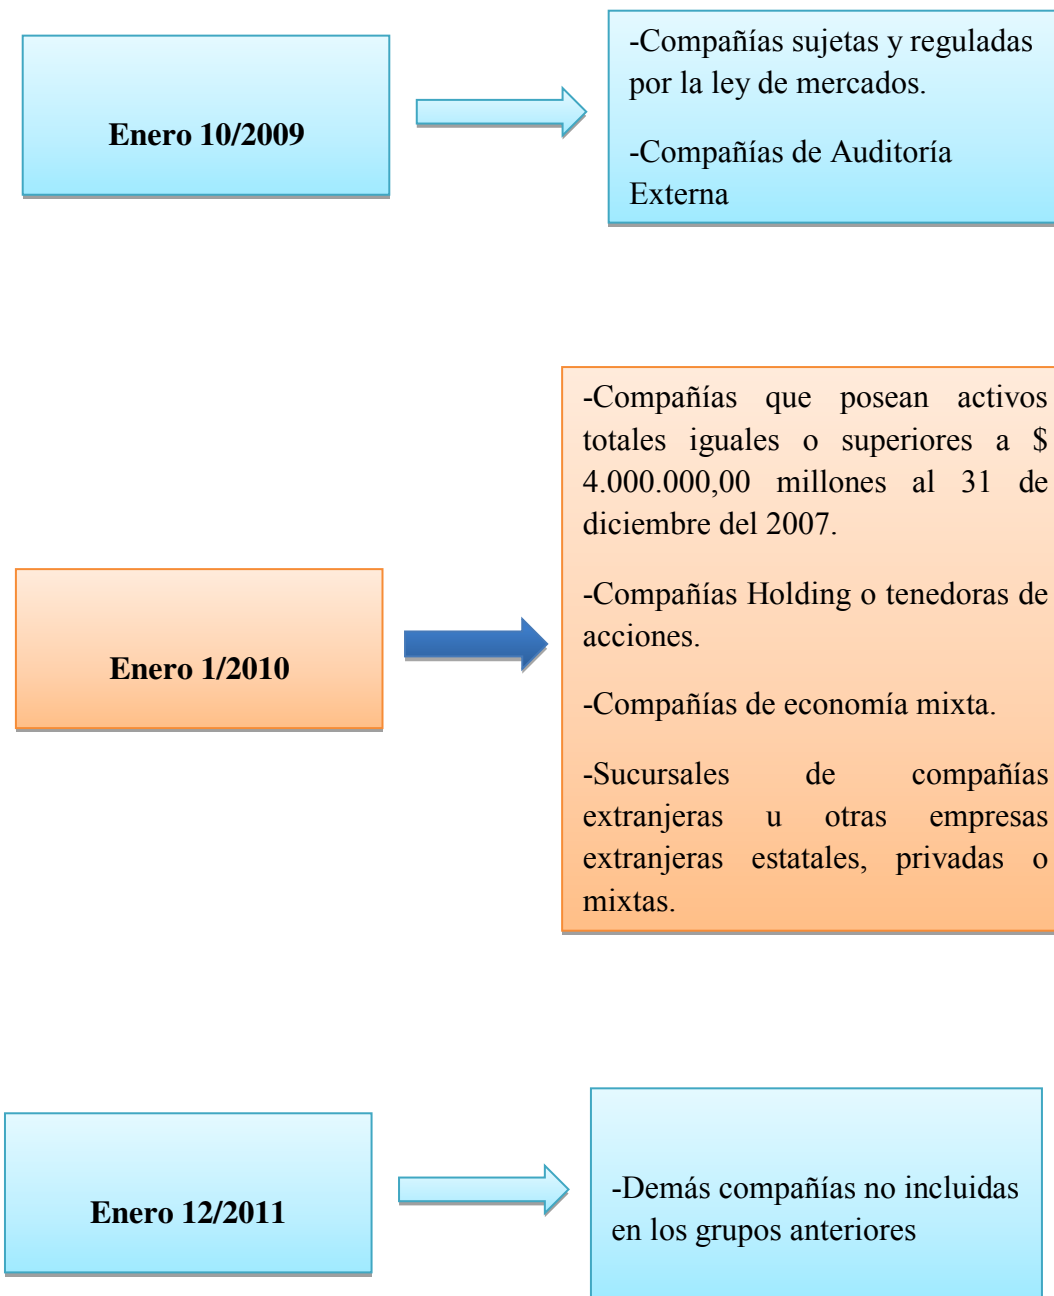 Enero 10/2009
-Compañías sujetas y reguladas
por la ley de mercados.
-Compañías de Auditoría
Externa
Enero 1/2010
-Compañías que posean activos
totales iguales o superiores a $
4.000.000,00 millones al 31 de
diciembre del 2007.
-Compañías Holding o tenedoras de
acciones.
-Compañías de economía mixta.
-Sucursales de compañías
extranjeras u otras empresas
extranjeras estatales, privadas o
mixtas.
Enero 12/2011
-Demás compañías no incluidas
en los grupos anteriores